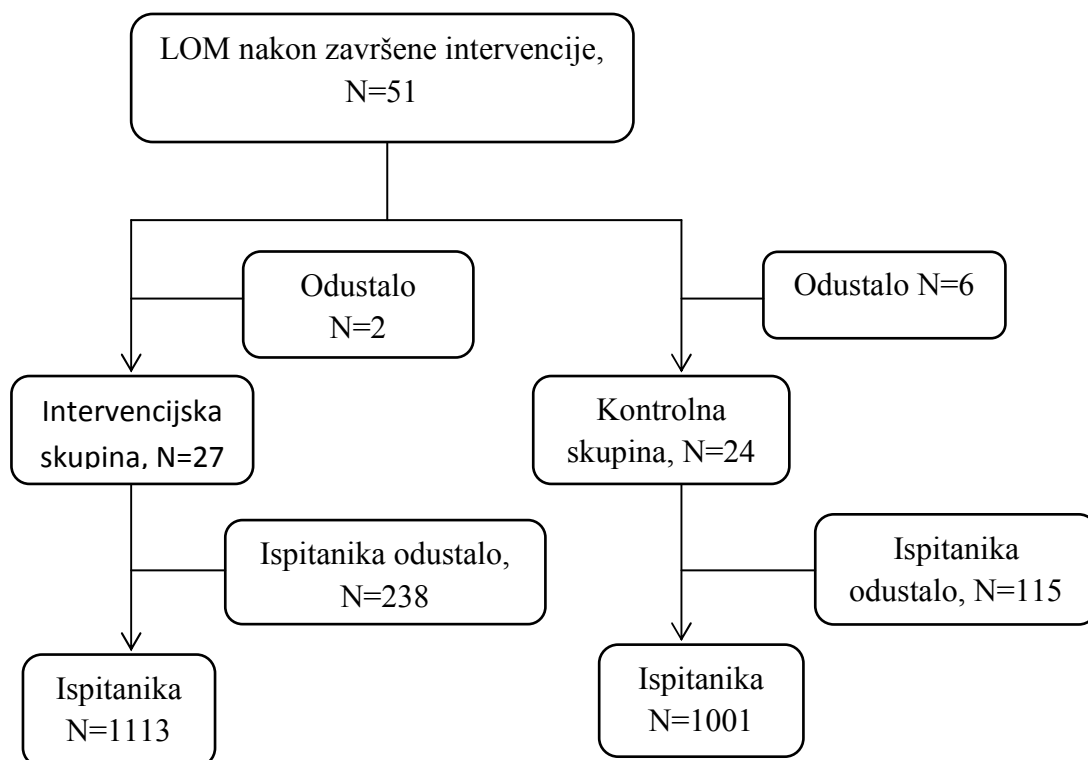 LOM nakon završene intervencije,
N=51
Odustalo
N=2
Odustalo N=6
Intervencijska
skupina, N=27
Kontrolna
skupina, N=24
Ispitanika odustalo,
N=238
Ispitanika
odustalo, N=115
Ispitanika
N=1113
Ispitanika
N=1001